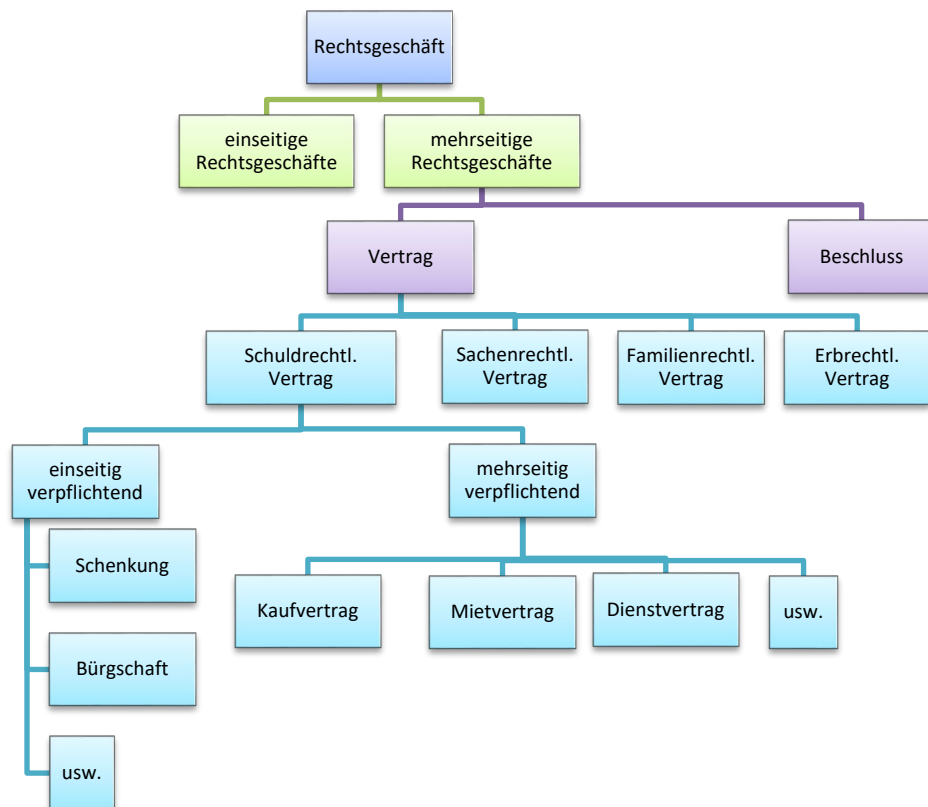 Rechtsgeschäft
einseitige
Rechtsgeschäfte
mehrseitige
Rechtsgeschäfte
Vertrag
Beschluss
Schuldrechtl.
Vertrag
Sachenrechtl.
Vertrag
Familienrechtl.
Vertrag
Erbrechtl.
Vertrag
einseitig
verpflichtend
mehrseitig
verpflichtend
Schenkung
Bürgschaft
usw.
Kaufvertrag
Mietvertrag
Dienstvertrag
usw.